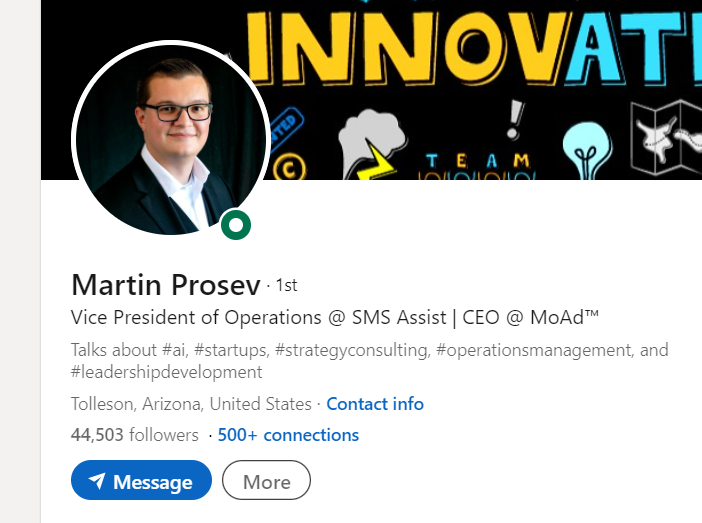 INNOVATI
ENTED
©
!
TEAM
Martin Prosev · 1st
Vice President of Operations @ SMS Assist | CEO @ MoAd™
Talks about #ai, #startups, #strategyconsulting, #operationsmanagement, and
#leadershipdevelopment
Tolleson, Arizona, United States · Contact info
44,503 followers · 500+ connections
Message More